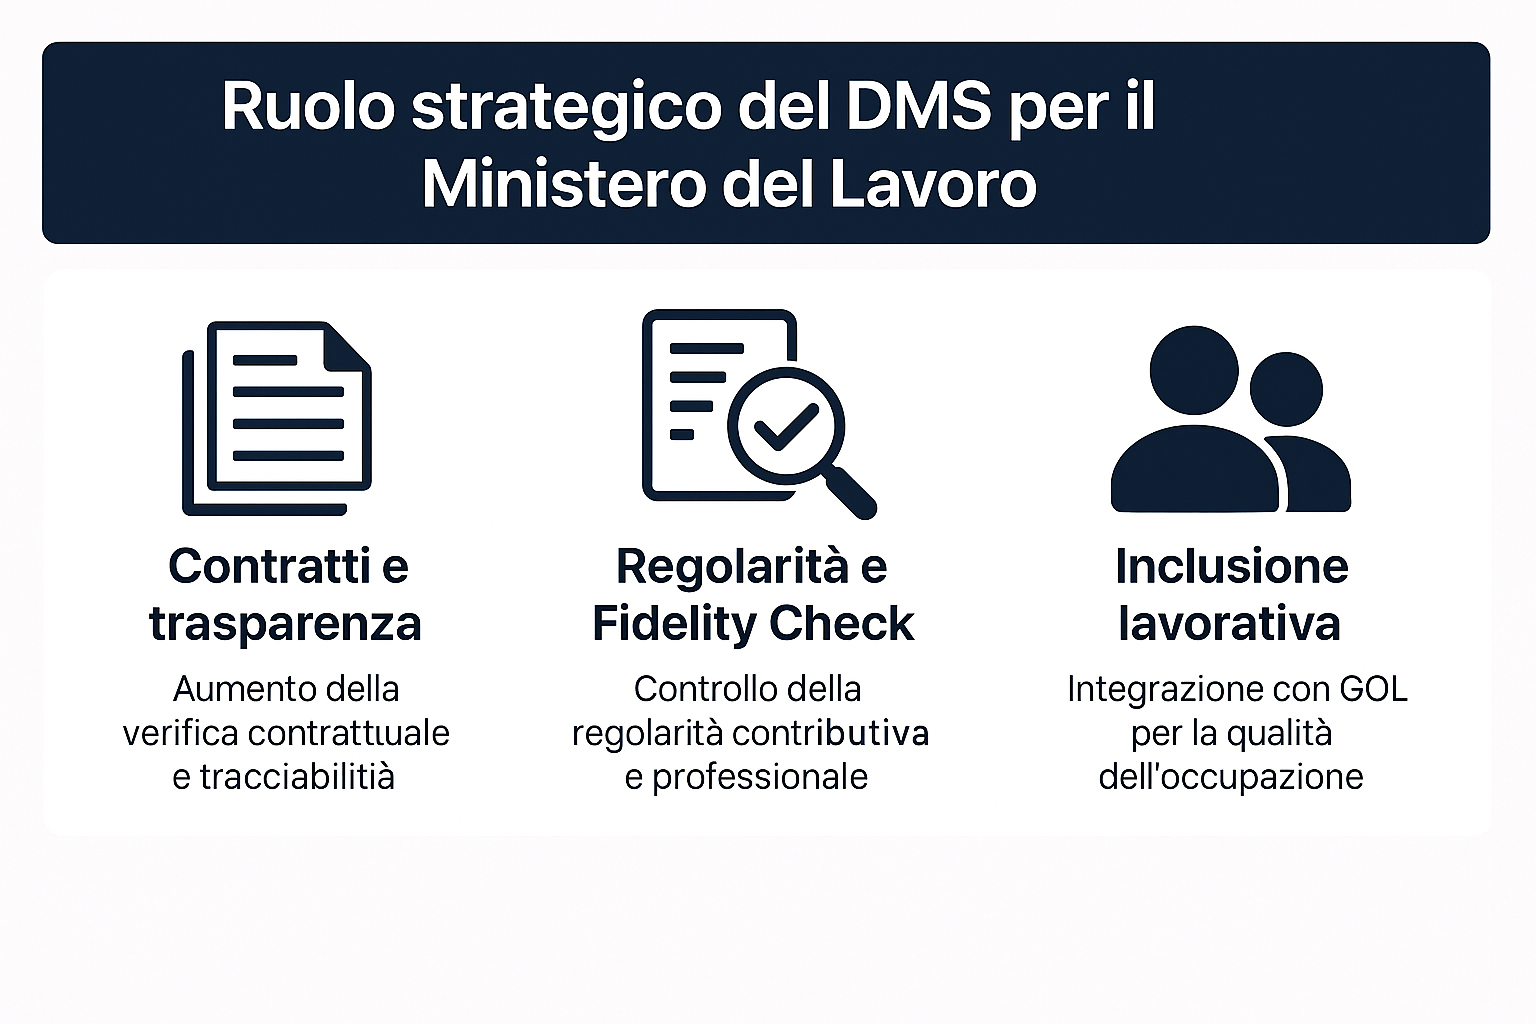 Ruolo strategico del DMS per il
Ministero del Lavoro
Contratti e
trasparenza
Aumento della
verifica contrattuale
e tracciabilitià
Regolarità e
Fidelity Check
Controllo della
regolarità contributiva
e professionale
Inclusione
lavorativa
Integrazione con GOL
per la qualità
dell'occupazione